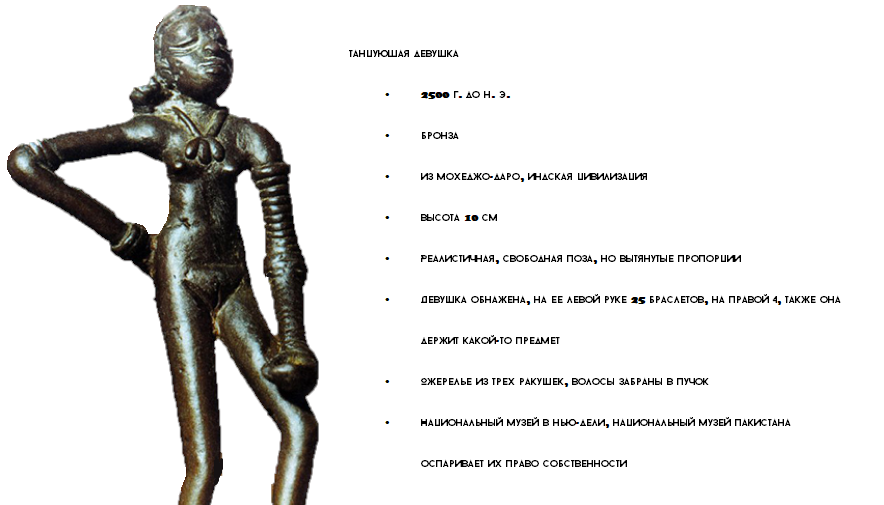 ТАНЦУЮЩАЯ ДЕВУШКА
• 2500 Г. ДО Н. Э.
• БРОНЗА
• ИЗ МОХЕДЖО-ДАРО, ИНДСКАЯ ЦИВИЛИЗАЦИЯ
• ВЫСОТА 10 СМ
• РЕАЛИСТИЧНАЯ, СВОБОДНАЯ ПОЗА, НО ВЫТЯНУТЫЕ ПРОПОРЦИИ
• ДЕВУШКА ОБНАЖЕНА, НА ЕЕ ЛЕВОЙ РУКЕ 25 БРАСЛЕТОВ, НА ПРАВОЙ 4, ТАКЖЕ ОНА
ДЕРЖИТ КАКОЙ-ТО ПРЕДМЕТ
• ОЖЕРЕЛЬЕ ИЗ ТРЕХ РАКУШЕК, ВОЛОСЫ ЗАБРАНЫ В ПУЧОК
• НАЦИОНАЛЬНЫЙ МУЗЕЙ В НЬЮ-ДЕЛИ, НАЦИОНАЛЬНЫЙ МУЗЕЙ ПАКИСТАНА
ОСПАРИВАЕТ ИХ ПРАВО СОБСТВЕННОСТИ